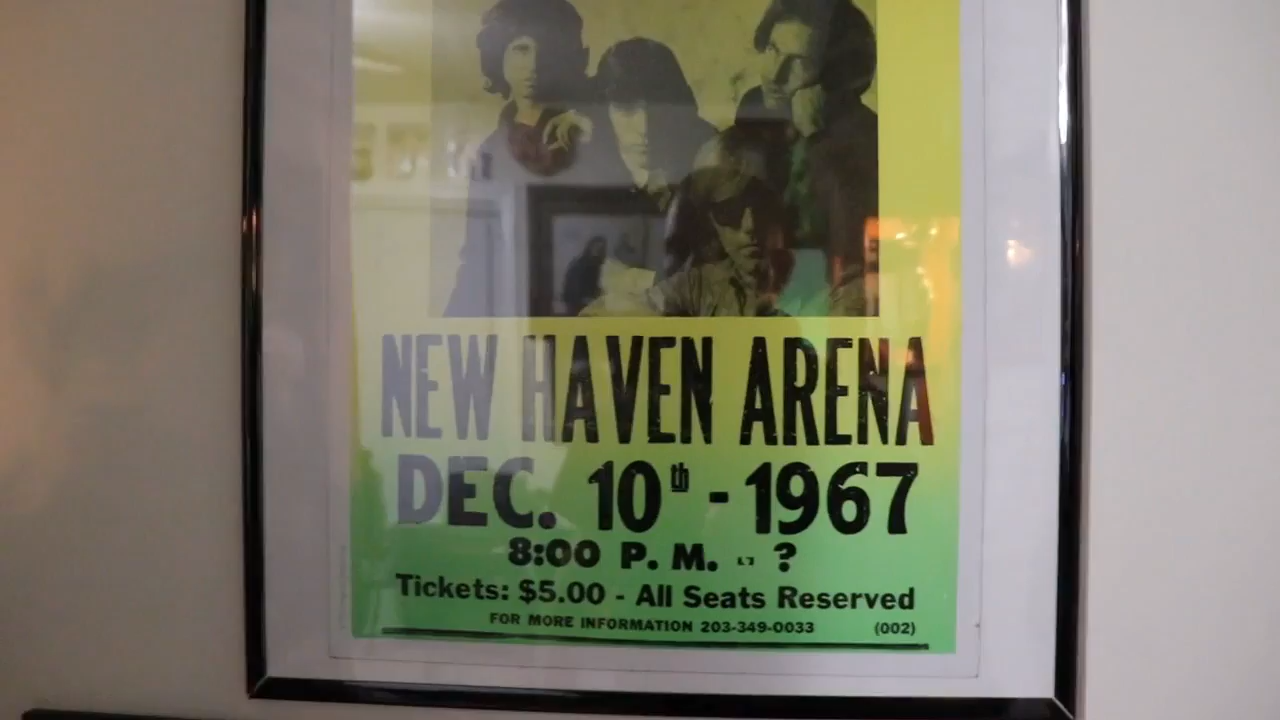 NEW HAVEN ARENA
DEC. 10th - 1967
8:00 P. M. - ?
Tickets: $5.00 - All Seats Reserved
FOR MORE INFORMATION 203-349-0033 (002)